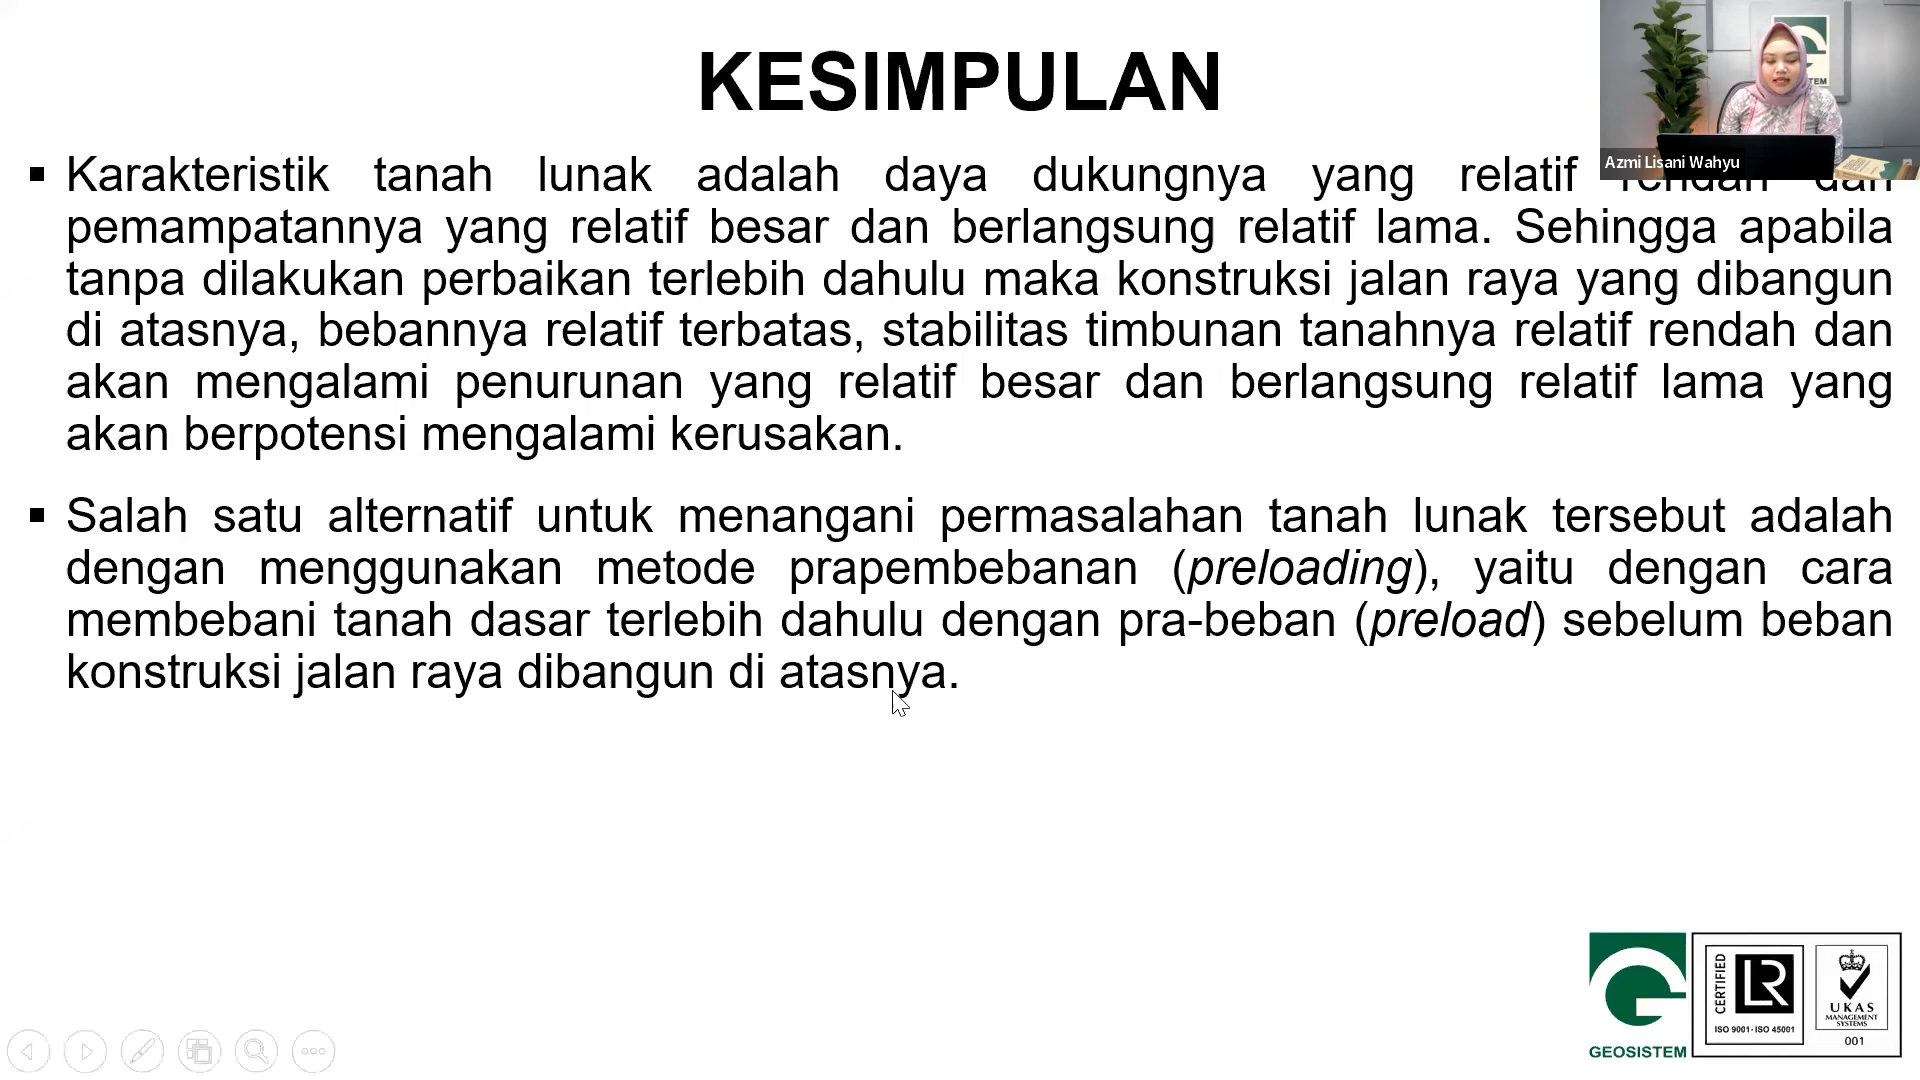 KESIMPULAN
▪ Karakteristik tanah lunak adalah daya dukungnya yang relatif rendah dan
pemampatannya yang relatif besar dan berlangsung relatif lama. Sehingga apabila
tanpa dilakukan perbaikan terlebih dahulu maka konstruksi jalan raya yang dibangun
di atasnya, bebannya relatif terbatas, stabilitas timbunan tanahnya relatif rendah dan
akan mengalami penurunan yang relatif besar dan berlangsung relatif lama yang
akan berpotensi mengalami kerusakan.
▪ Salah satu alternatif untuk menangani permasalahan tanah lunak tersebut adalah
dengan menggunakan metode prapembebanan (preloading), yaitu dengan cara
membebani tanah dasar terlebih dahulu dengan pra-beban (preload) sebelum beban
konstruksi jalan raya dibangun di atasnya.
Azmi Lisani Wahyu
GEOSISTEM
CERTIFIED
LR
ISO 9001 · ISO 45001
UKAS
MANAGEMENT
SYSTEMS
001